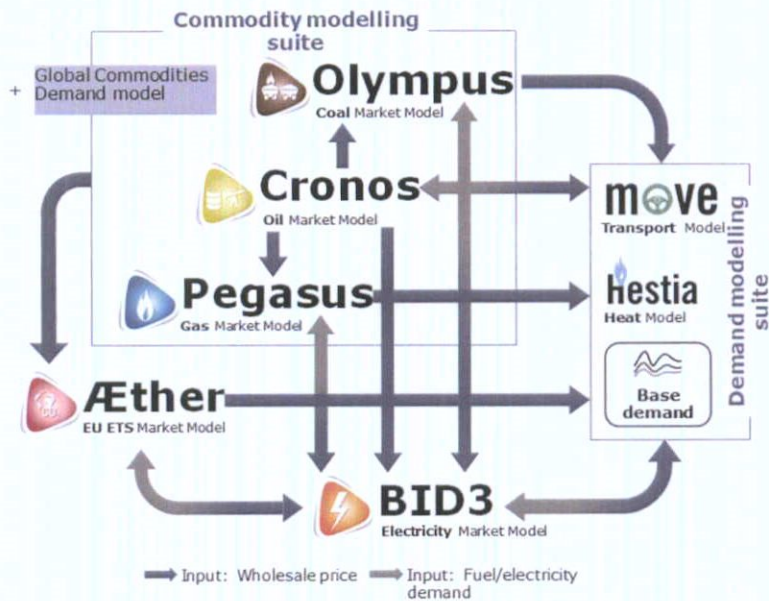 Commodity modelling
suite
+ Global Commodities
Demand model
Olympus
Coal Market Model
Cronos
Oil Market Model
Pegasus
Gas Market Model
move
Transport Model
hestia
Heat Model
Base
demand
Demand modelling
suite
Æther
EU ETS Market Model
BID3
Electricity Market Model
Input: Wholesale price
Input: Fuel/electricity
demand